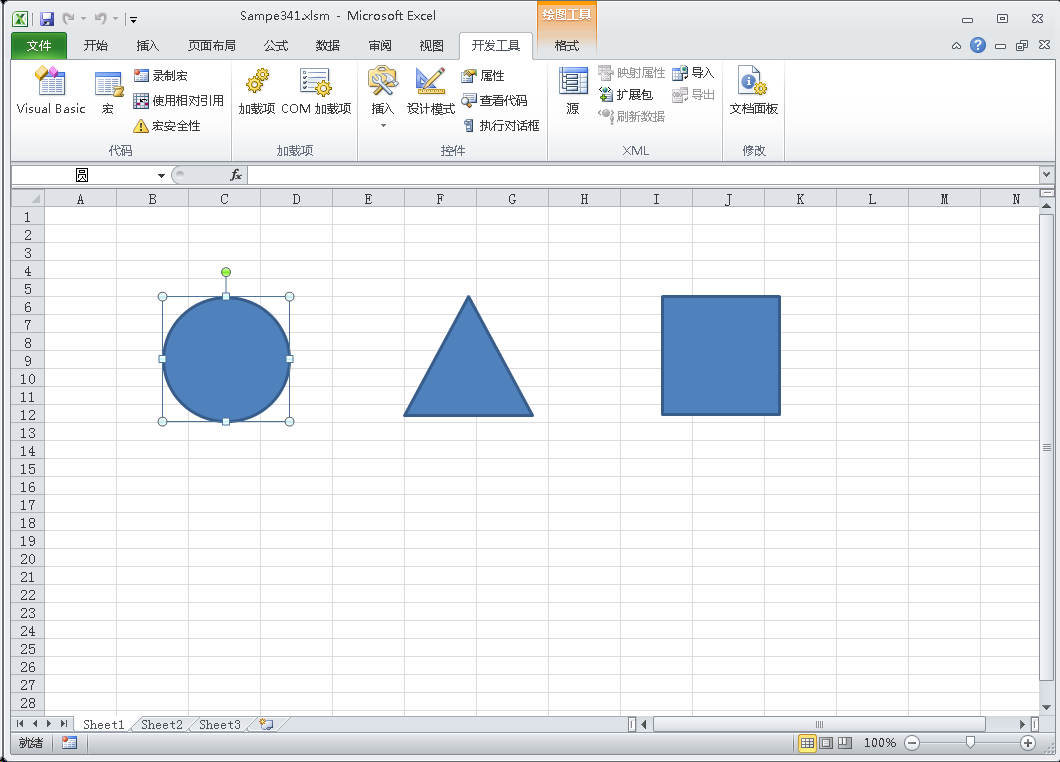 Sampe341.xlsm - Microsoft Excel
绘图工具
文件 开始 插入 页面布局 公式 数据 审阅 视图 开发工具 格式
Visual Basic
宏
录制宏
使用相对引用
宏安全性
代码
加载项
COM 加载项
加载项
插入
设计模式
属性
查看代码
执行对话框
控件
源
映射属性
扩展包
刷新数据
导入
导出
XML
文档面板
修改
圆
fx
A B C D E F G H I J K L M N
1
2
3
4
5
6
7
8
9
10
11
12
13
14
15
16
17
18
19
20
21
22
23
24
25
26
27
28
Sheet1 Sheet2 Sheet3
就绪
100%